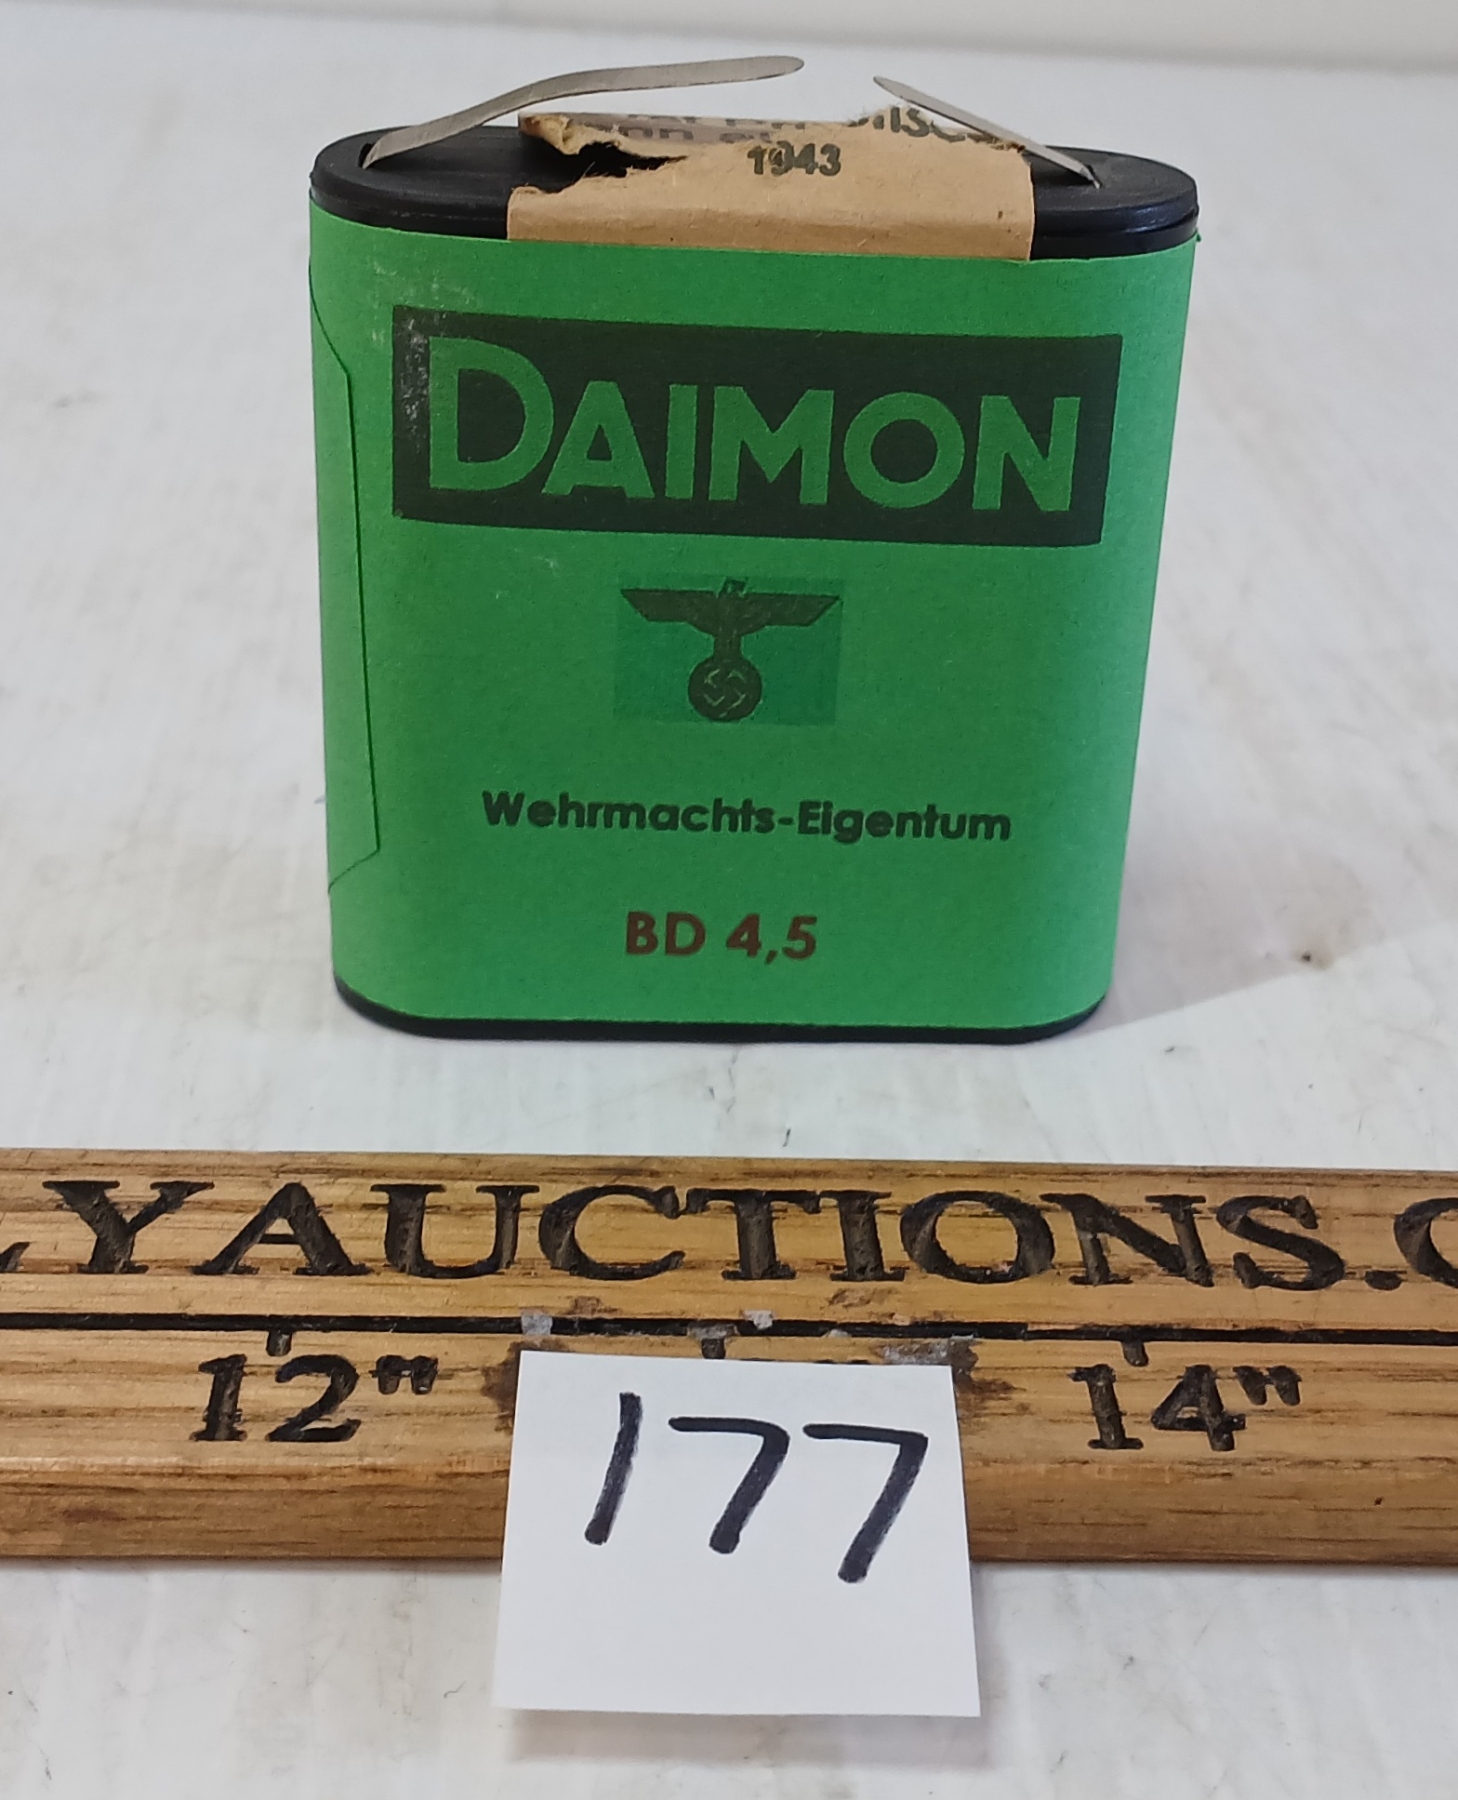 1943
DAIMON
Wehrmachts-Eigentum
BD 4,5
YAUCTIONS.
12" 14"
177